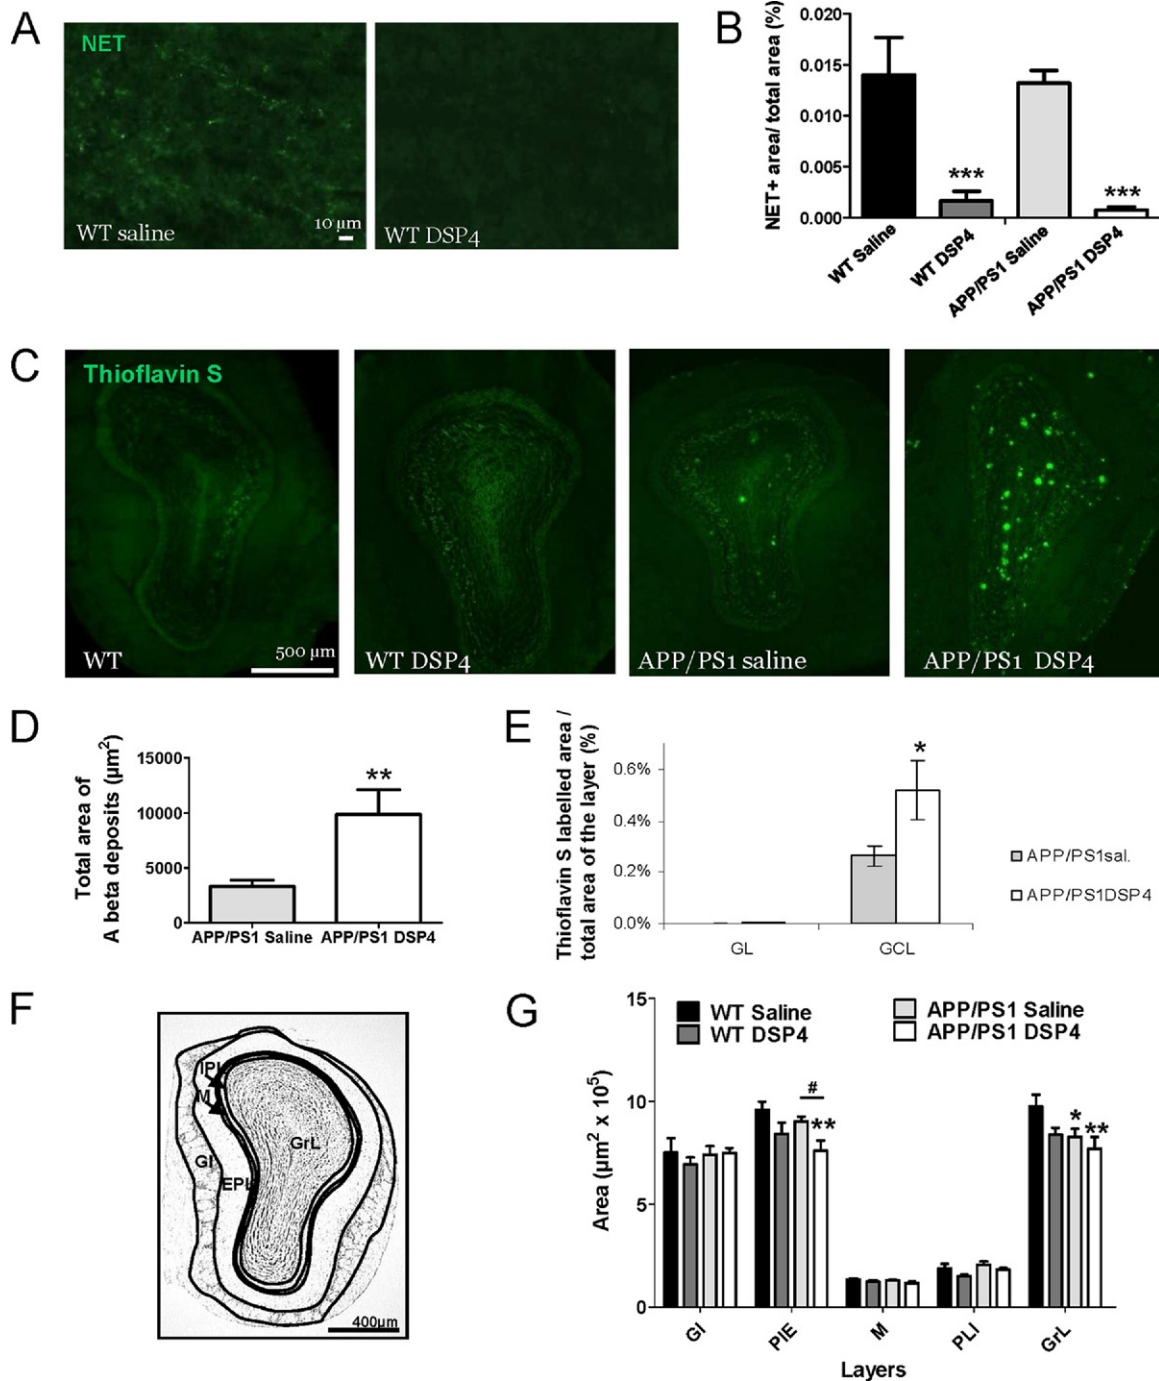 A
NET
WT saline
10 µm
WT DSP4
B
NET+ area/ total area (%)
0.020
0.015
0.010
0.005
0.000
***
***
WT Saline
WT DSP4
APP/PS1 Saline
APP/PS1 DSP4
C
Thioflavin S
WT
500 µm
WT DSP4
APP/PS1 saline
APP/PS1 DSP4
D
Total area of
A beta deposits (µm²)
15000
10000
5000
0
**
APP/PS1 Saline
APP/PS1 DSP4
E
Thioflavin S labelled area /
total area of the layer (%)
0.6%
0.4%
0.2%
0.0%
*
GL
GCL
APP/PS1sal.
APP/PS1DSP4
F
IPL
M
Gl
EPL
GrL
400µm
G
Area (µm² x 10⁵)
15
10
5
0
WT Saline
WT DSP4
APP/PS1 Saline
APP/PS1 DSP4
#
**
*
**
Gl
PIE
M
PLI
GrL
Layers